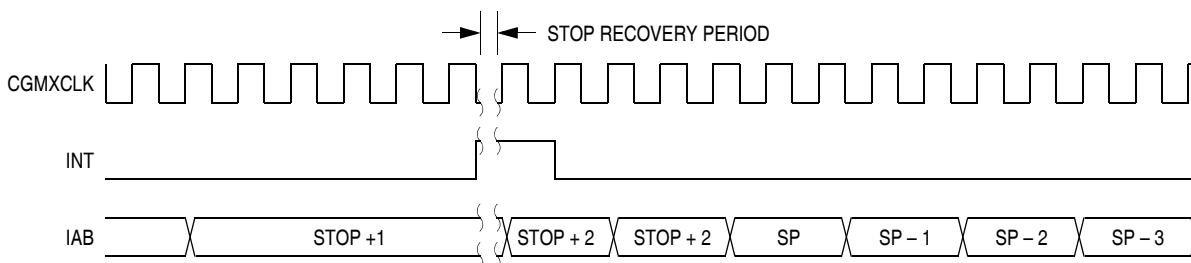 STOP RECOVERY PERIOD
CGMXCLK
INT
IAB
STOP +1
STOP + 2
STOP + 2
SP
SP – 1
SP – 2
SP – 3